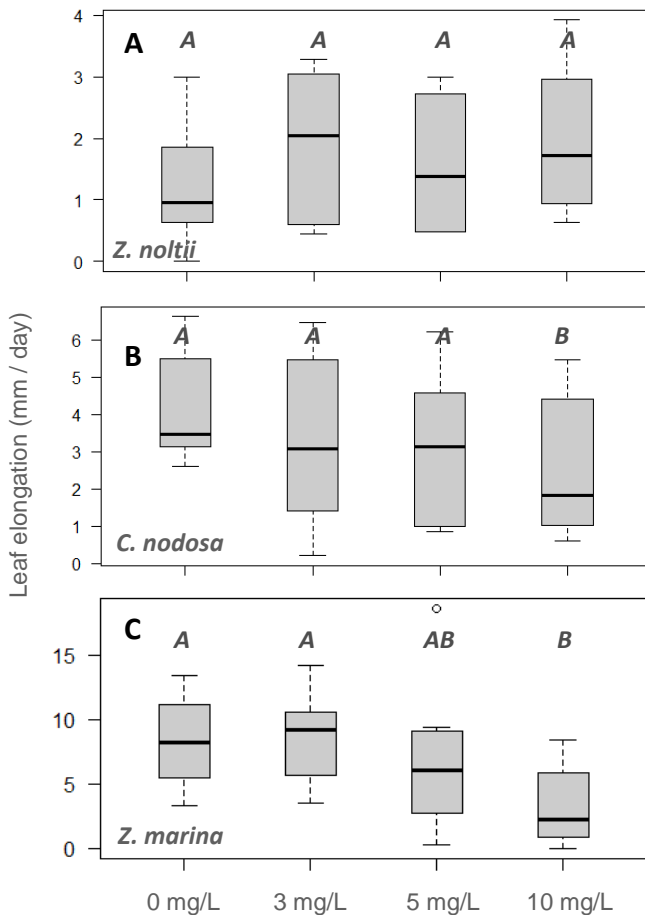 Leaf elongation (mm / day)
A
A A A A
4
3
2
1
0
Z. noltii
B
A A A B
6
5
4
3
2
1
0
C. nodosa
C
A A AB B
15
10
5
0
Z. marina
0 mg/L 3 mg/L 5 mg/L 10 mg/L